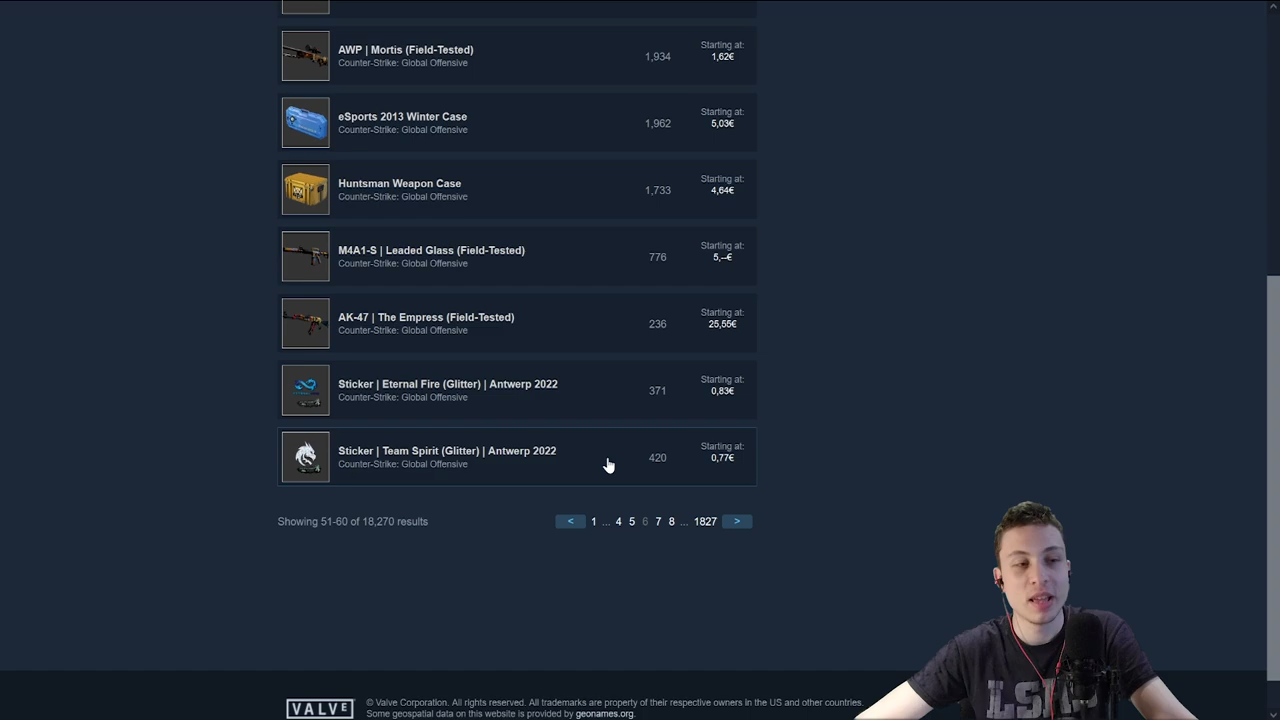 AWP | Mortis (Field-Tested)
Counter-Strike: Global Offensive
1,934
Starting at:
1,62€
eSports 2013 Winter Case
Counter-Strike: Global Offensive
1,962
Starting at:
5,03€
Huntsman Weapon Case
Counter-Strike: Global Offensive
1,733
Starting at:
4,64€
M4A1-S | Leaded Glass (Field-Tested)
Counter-Strike: Global Offensive
776
Starting at:
5,--€
AK-47 | The Empress (Field-Tested)
Counter-Strike: Global Offensive
236
Starting at:
25,55€
Sticker | Eternal Fire (Glitter) | Antwerp 2022
Counter-Strike: Global Offensive
371
Starting at:
0,83€
Sticker | Team Spirit (Glitter) | Antwerp 2022
Counter-Strike: Global Offensive
420
Starting at:
0,77€
Showing 51-60 of 18,270 results
< 1 ... 4 5 6 7 8 ... 1827 >
VALVE
© Valve Corporation. All rights reserved. All trademarks are property of their respective owners in the US and other countries.
Some geospatial data on this website is provided by geonames.org.